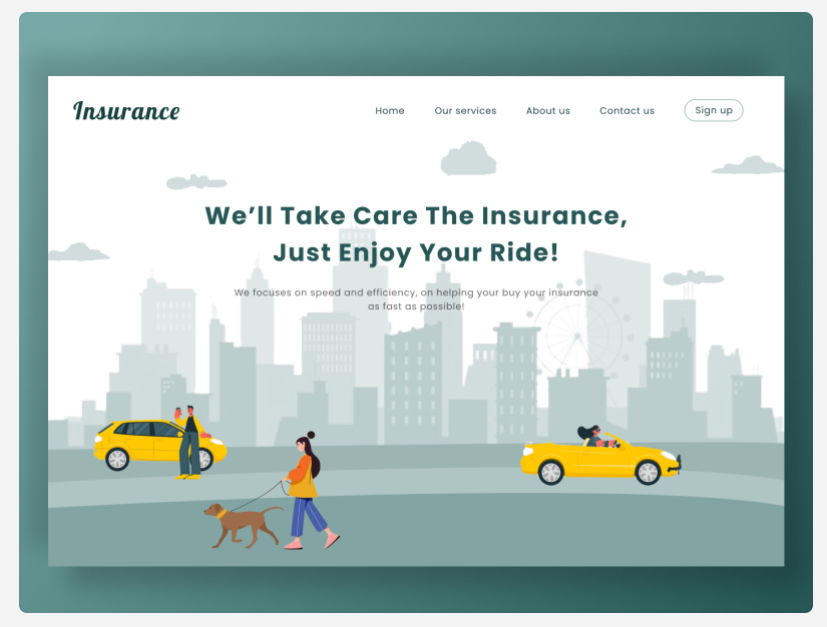 Insurance
Home Our services About us Contact us Sign up
We’ll Take Care The Insurance,
Just Enjoy Your Ride!
We focuses on speed and efficiency, on helping your buy your insurance
as fast as possible!